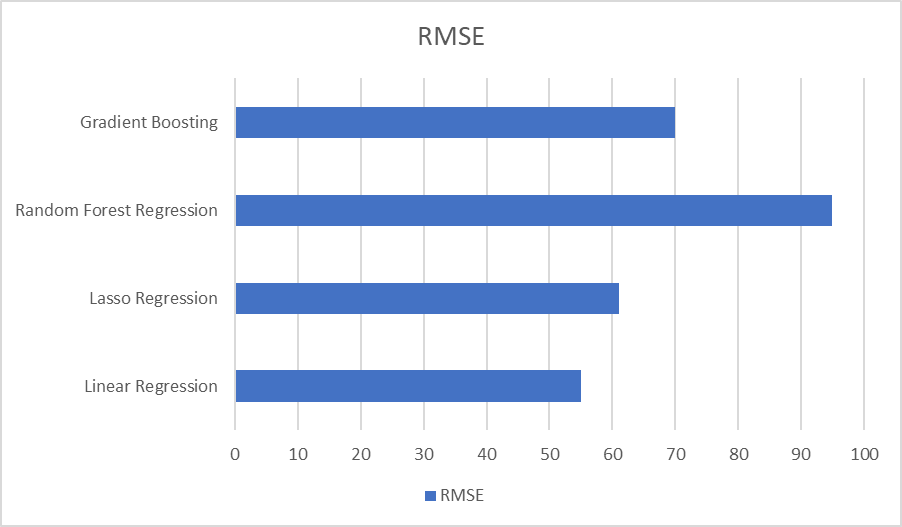 RMSE
Gradient Boosting
Random Forest Regression
Lasso Regression
Linear Regression
0 10 20 30 40 50 60 70 80 90 100
RMSE